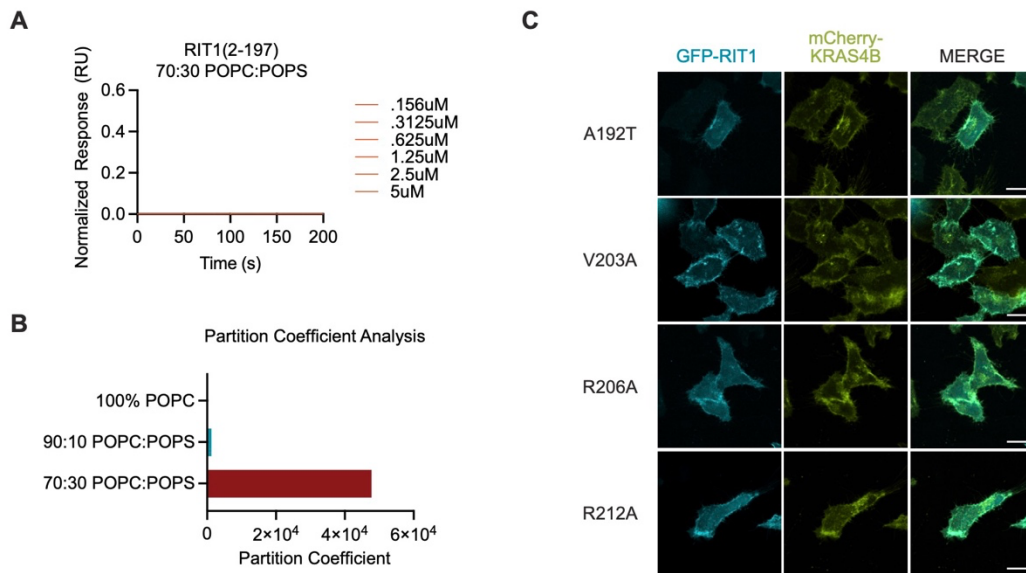 A
RIT1(2-197)
70:30 POPC:POPS
Normalized Response (RU)
0.6
0.4
0.2
0.0
0
50
100
150
200
Time (s)
.156uM
.3125uM
.625uM
1.25uM
2.5uM
5uM
B
Partition Coefficient Analysis
100% POPC
90:10 POPC:POPS
70:30 POPC:POPS
0
2×10⁴
4×10⁴
6×10⁴
Partition Coefficient
C
GFP-RIT1
mCherry-
KRAS4B
MERGE
A192T
V203A
R206A
R212A